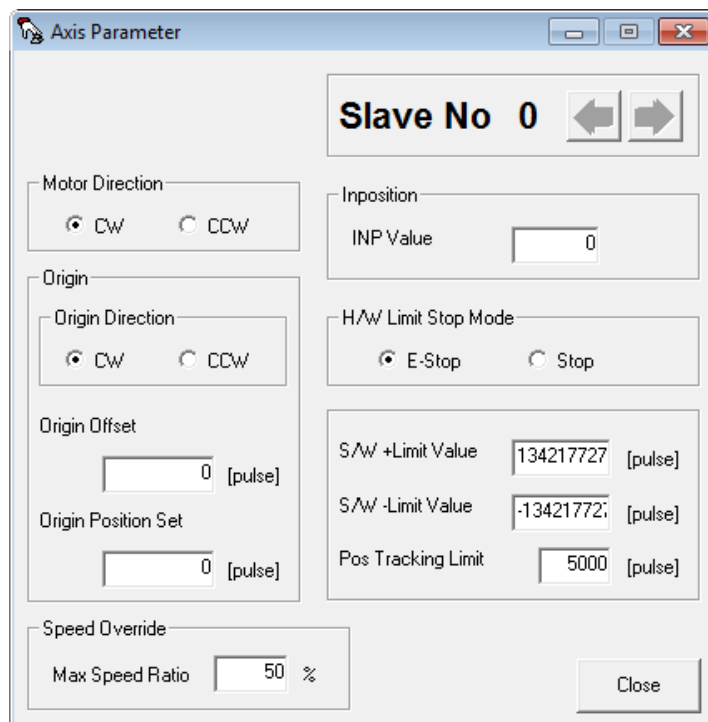 Axis Parameter
Slave No 0
Motor Direction
CW CCW
Inposition
INP Value 0
Origin
Origin Direction
CW CCW
H/W Limit Stop Mode
E-Stop Stop
Origin Offset
0 [pulse]
Origin Position Set
0 [pulse]
S/W +Limit Value 134217727 [pulse]
S/W -Limit Value -134217727 [pulse]
Pos Tracking Limit 5000 [pulse]
Speed Override
Max Speed Ratio 50 %
Close